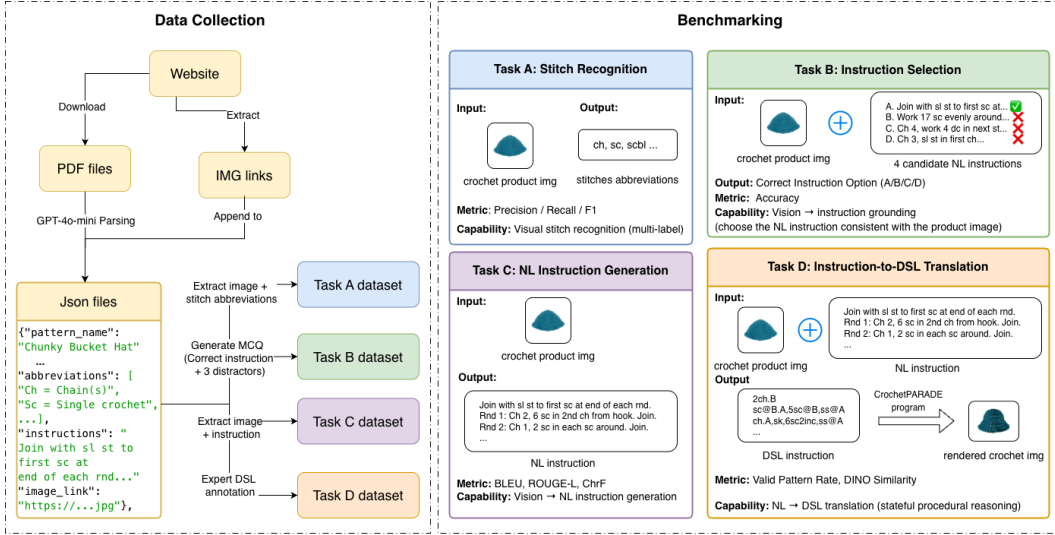 Data Collection
Website
Download
Extract
PDF files
IMG links
GPT-4o-mini Parsing
Append to
Json files
{"pattern_name":
"Chunky Bucket Hat"
...
"abbreviations": [
"Ch = Chain(s)",
"Sc = Single crochet",
...],
"instructions": "
Join with sl st to
first sc at
end of each rnd..."
"image_link":
"https://...jpg"},
Extract image +
stitch abbreviations
Task A dataset
Generate MCQ
(Correct instruction
+ 3 distractors)
Task B dataset
Extract image
+ instruction
Task C dataset
Expert DSL
annotation
Task D dataset
Benchmarking
Task A: Stitch Recognition
Input:
Output:
ch, sc, scbl ...
crochet product img
stitches abbreviations
Metric: Precision / Recall / F1
Capability: Visual stitch recognition (multi-label)
Task B: Instruction Selection
Input:
A. Join with sl st to first sc at...
B. Work 17 sc evenly around...
C. Ch 4, work 4 dc in next st...
D. Ch 3, sl st in first ch...
crochet product img
4 candidate NL instructions
Output: Correct Instruction Option (A/B/C/D)
Metric: Accuracy
Capability: Vision → instruction grounding
(choose the NL instruction consistent with the product image)
Task C: NL Instruction Generation
Input:
crochet product img
Output:
Join with sl st to first sc at end of each rnd.
Rnd 1: Ch 2, 6 sc in 2nd ch from hook. Join.
Rnd 2: Ch 1, 2 sc in each sc around. Join.
...
NL instruction
Metric: BLEU, ROUGE-L, ChrF
Capability: Vision → NL instruction generation
Task D: Instruction-to-DSL Translation
Input:
Join with sl st to first sc at end of each rnd.
Rnd 1: Ch 2, 6 sc in 2nd ch from hook. Join.
Rnd 2: Ch 1, 2 sc in each sc around. Join.
...
crochet product img
NL instruction
Output
2ch.B
sc@B.A,5sc@B,ss@A
ch.A,sk,6sc2inc,ss@A
...
CrochetPARADE
program
DSL instruction
rendered crochet img
Metric: Valid Pattern Rate, DINO Similarity
Capability: NL → DSL translation (stateful procedural reasoning)